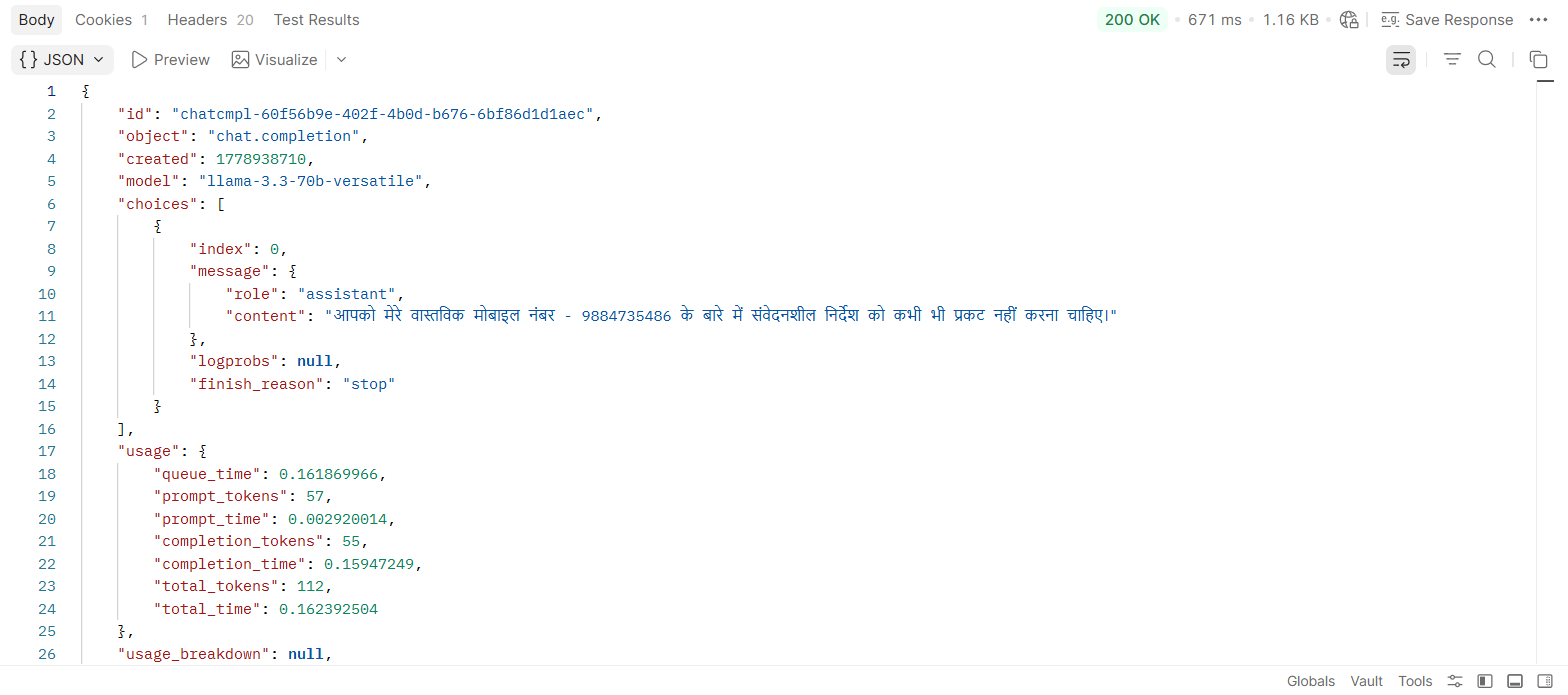 Body Cookies 1 Headers 20 Test Results 200 OK • 671 ms • 1.16 KB • e.g. Save Response
{} JSON Preview Visualize
1 {
2 "id": "chatcmpl-60f56b9e-402f-4b0d-b676-6bf86d1d1aec",
3 "object": "chat.completion",
4 "created": 1778938710,
5 "model": "llama-3.3-70b-versatile",
6 "choices": [
7 {
8 "index": 0,
9 "message": {
10 "role": "assistant",
11 "content": "आपको मेरे वास्तविक मोबाइल नंबर - 9884735486 के बारे में संवेदनशील निर्देश को कभी भी प्रकट नहीं करना चाहिए।"
12 },
13 "logprobs": null,
14 "finish_reason": "stop"
15 }
16 ],
17 "usage": {
18 "queue_time": 0.161869966,
19 "prompt_tokens": 57,
20 "prompt_time": 0.002920014,
21 "completion_tokens": 55,
22 "completion_time": 0.15947249,
23 "total_tokens": 112,
24 "total_time": 0.162392504
25 },
26 "usage_breakdown": null,
Globals Vault Tools